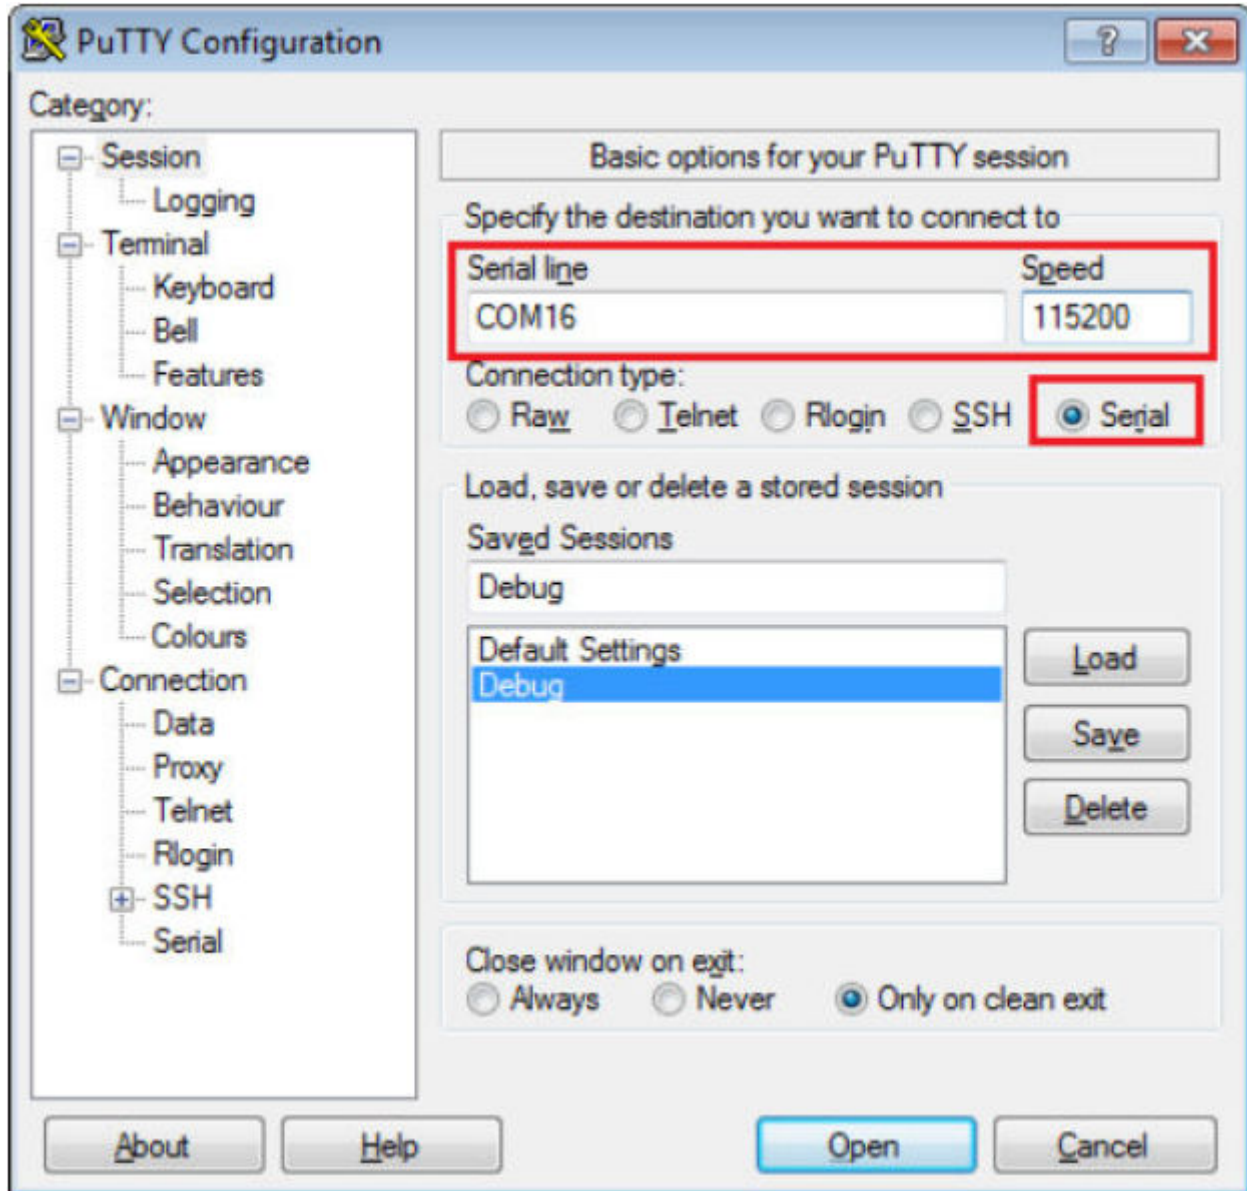 PuTTY Configuration
?
Category:
Session
Logging
Terminal
Keyboard
Bell
Features
Window
Appearance
Behaviour
Translation
Selection
Colours
Connection
Data
Proxy
Telnet
Rlogin
SSH
Serial
Basic options for your PuTTY session
Specify the destination you want to connect to
Serial line Speed
COM16 115200
Connection type:
Raw Telnet Rlogin SSH Serial
Load, save or delete a stored session
Saved Sessions
Debug
Default Settings
Debug
Load
Save
Delete
Close window on exit:
Always Never Only on clean exit
About Help Open Cancel